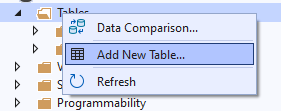 Tables
Data Comparison...
Add New Table...
Refresh
V
S
Programmability